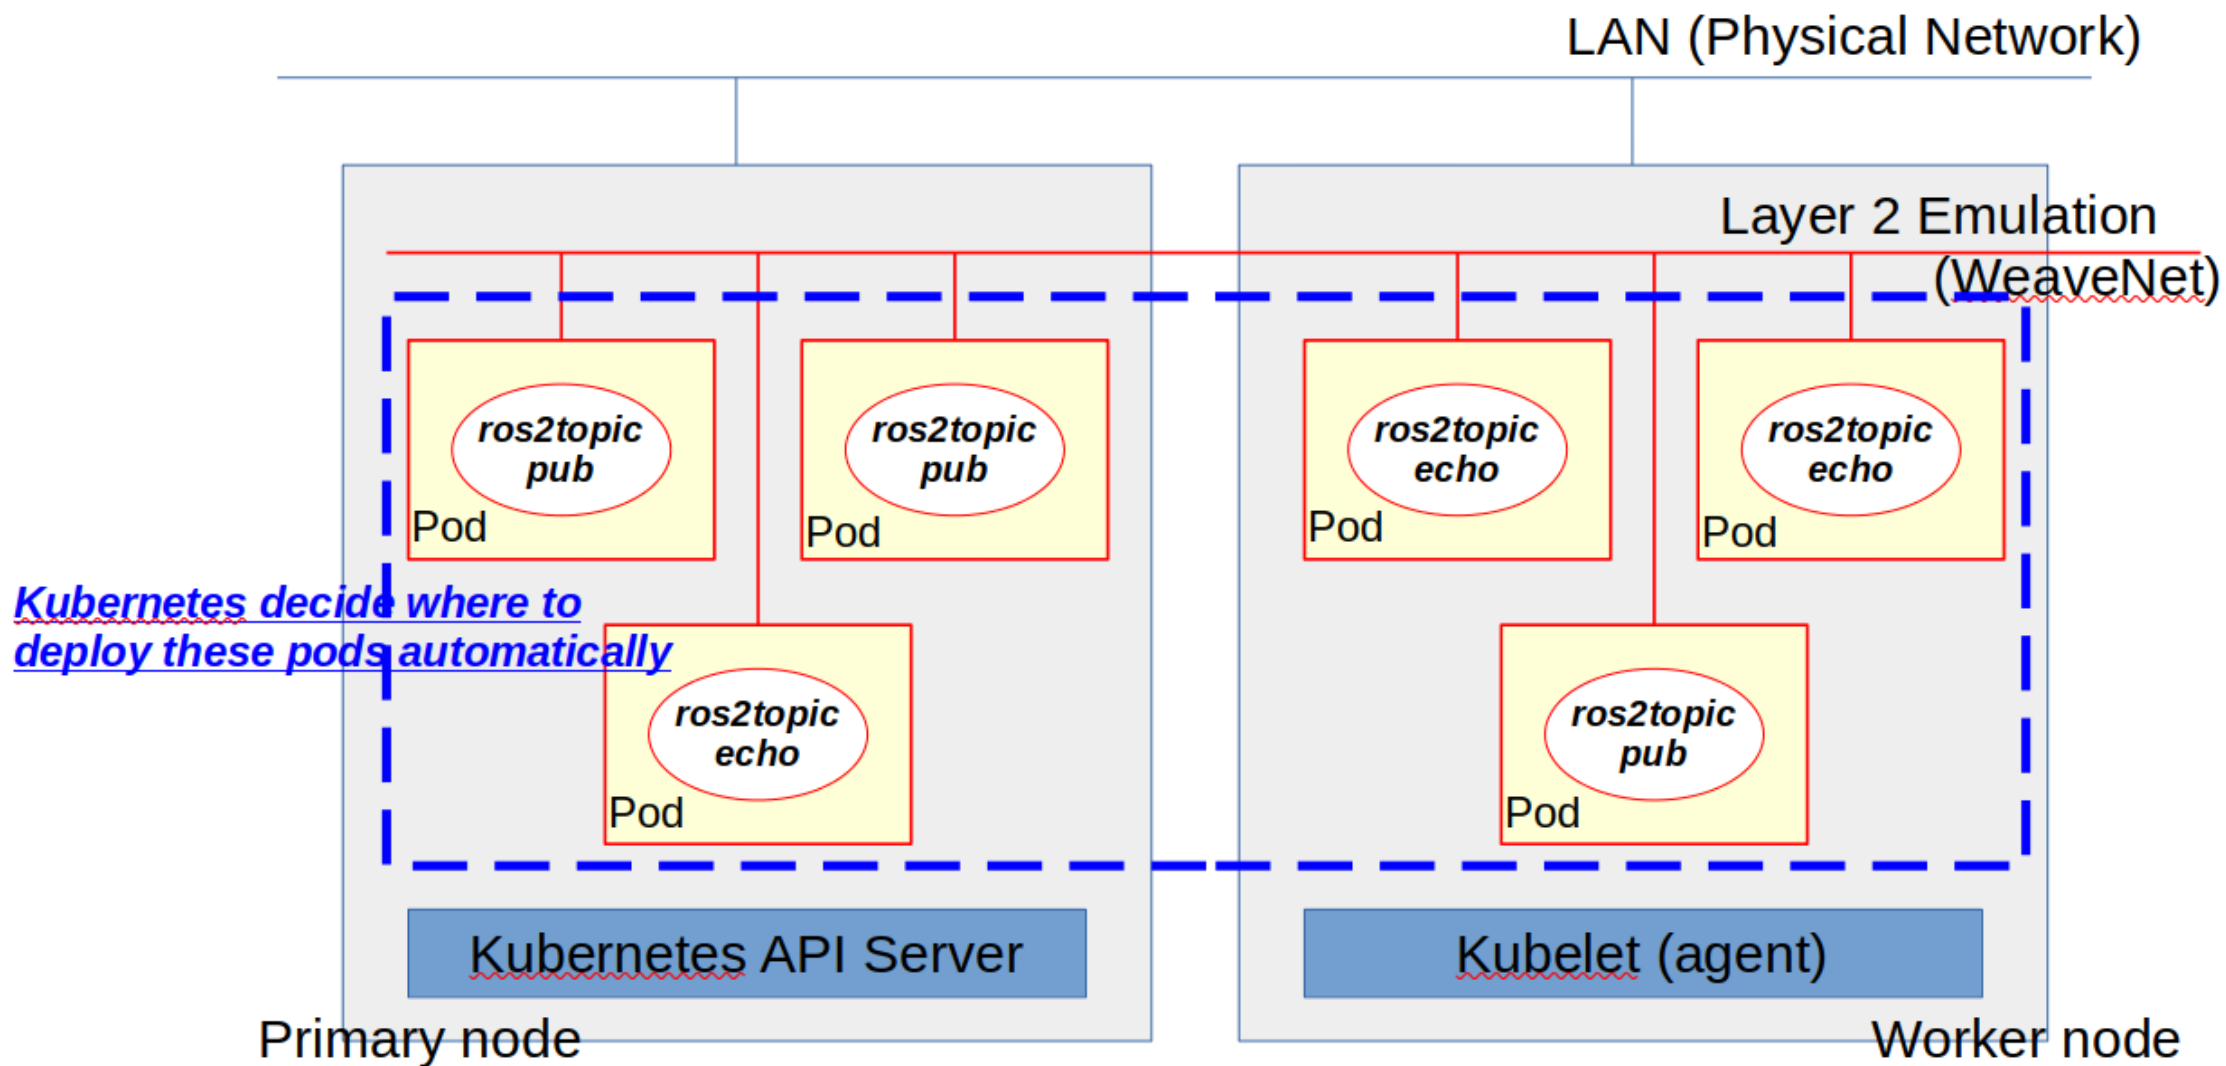 LAN (Physical Network)
Layer 2 Emulation
(WeaveNet)
ros2topic
pub
Pod
ros2topic
pub
Pod
ros2topic
echo
Pod
ros2topic
echo
Pod
Kubernetes decide where to
deploy these pods automatically
ros2topic
echo
Pod
ros2topic
pub
Pod
Kubernetes API Server
Kubelet (agent)
Primary node
Worker node